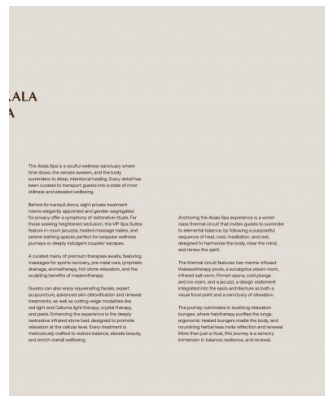 ALA
A
The Akala Spa is a soulful wellness sanctuary where
time slows, the senses awaken, and the body
surrenders to deep, intentional healing. Every detail has
been curated to transport guests into a state of inner
stillness and elevated wellbeing.
Behind its tranquil doors, eight private treatment
rooms elegantly appointed and gender-segregated
for privacy offer a symphony of restorative rituals. For
those seeking heightened seclusion, the VIP Spa Suites
feature in-room jacuzzis, heated massage tables, and
serene bathing spaces perfect for bespoke wellness
journeys or deeply indulgent couples' escapes.
A curated menu of premium therapies awaits, featuring
massages for sports recovery, pre natal care, lymphatic
drainage, aromatherapy, hot stone relaxation, and the
sculpting benefits of maderotherapy.
Guests can also enjoy rejuvenating facials, expert
acupuncture, advanced skin detoxification and renewal
treatments, as well as cutting-edge modalities like
red light and Celluma light therapy, crystal therapy,
and peels. Enhancing the experience is the deeply
restorative infrared stone bed, designed to promote
relaxation at the cellular level. Every treatment is
meticulously crafted to restore balance, elevate beauty,
and enrich overall wellbeing.
Anchoring the Akala Spa experience is a world-
class thermal circuit that invites guests to surrender
to elemental balance, by following a purposeful
sequence of heat, cold, meditation, and rest,
designed to harmonize the body, clear the mind,
and renew the spirit.
The thermal circuit features two marine-infused
thalassotherapy pools, a eucalyptus steam room,
infrared salt room, Finnish sauna, cold plunge
and ice room, and a jacuzzi, a design statement
integrated into the spa's architecture as both a
visual focal point and a sanctuary of relaxation.
The journey culminates in soothing relaxation
lounges, where halotherapy purifies the lungs,
ergonomic heated loungers cradle the body, and
nourishing herbal teas invite reflection and renewal.
More than just a ritual, this journey is a sensory
immersion in balance, resilience, and renewal.